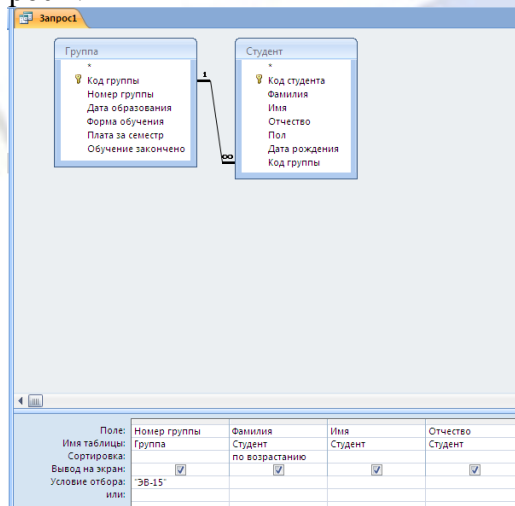 Запрос1
Группа
*
Код группы
Номер группы
Дата образования
Форма обучения
Плата за семестр
Обучение закончено
1
∞
Студент
*
Код студента
Фамилия
Имя
Отчество
Пол
Дата рождения
Код группы
Поле: Номер группы Фамилия Имя Отчество
Имя таблицы: Группа Студент Студент Студент
Сортировка: по возрастанию
Вывод на экран:
Условие отбора: "ЭВ-15"
или: